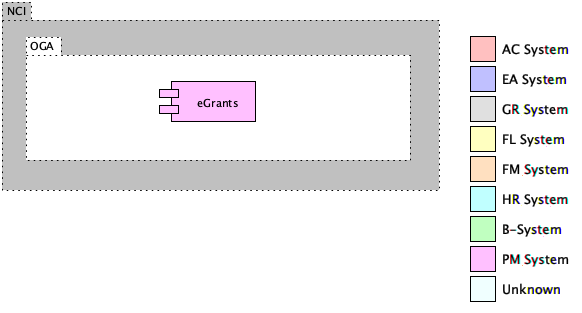 NCI
OGA
eGrants
AC System
EA System
GR System
FL System
FM System
HR System
B-System
PM System
Unknown